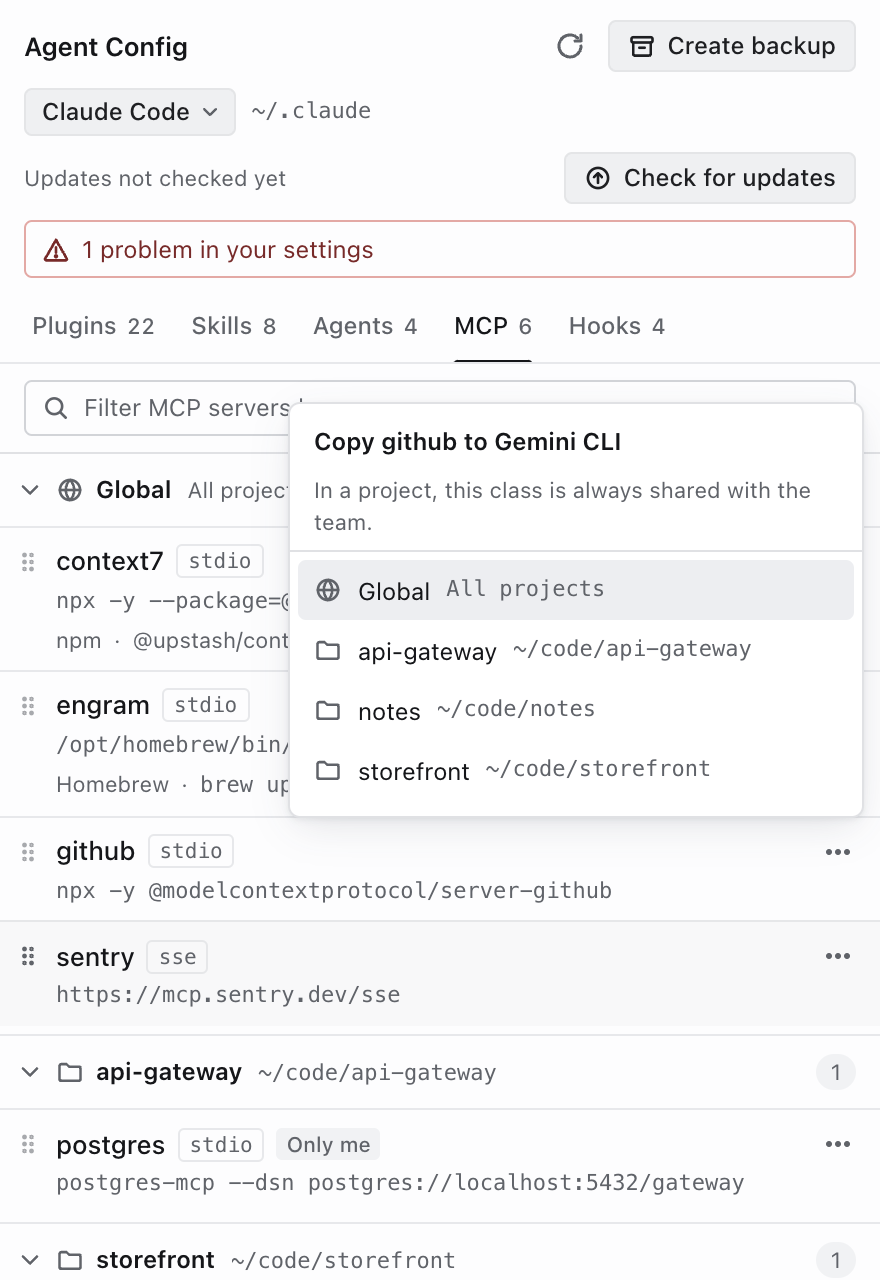 Agent Config
Create backup
Claude Code ~/.claude
Updates not checked yet
Check for updates
1 problem in your settings
Plugins 22 Skills 8 Agents 4 MCP 6 Hooks 4
Filter MCP servers
Copy github to Gemini CLI
In a project, this class is always shared with the
team.
Global All projects
api-gateway ~/code/api-gateway
notes ~/code/notes
storefront ~/code/storefront
Global All
context7 stdio
npx -y --package=
npm · @upstash/
engram stdio
/opt/homebrew/bin/
Homebrew · brew
github stdio
npx -y @modelcontextprotocol/server-github
sentry sse
https://mcp.sentry.dev/sse
api-gateway ~/code/api-gateway 1
postgres stdio Only me
postgres-mcp --dsn postgres://localhost:5432/gateway
storefront ~/code/storefront 1